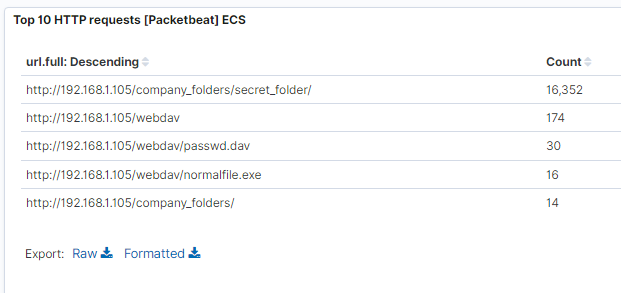 Top 10 HTTP requests [Packetbeat] ECS
url.full: Descending Count
http://192.168.1.105/company_folders/secret_folder/ 16,352
http://192.168.1.105/webdav 174
http://192.168.1.105/webdav/passwd.dav 30
http://192.168.1.105/webdav/normalfile.exe 16
http://192.168.1.105/company_folders/ 14
Export: Raw Formatted